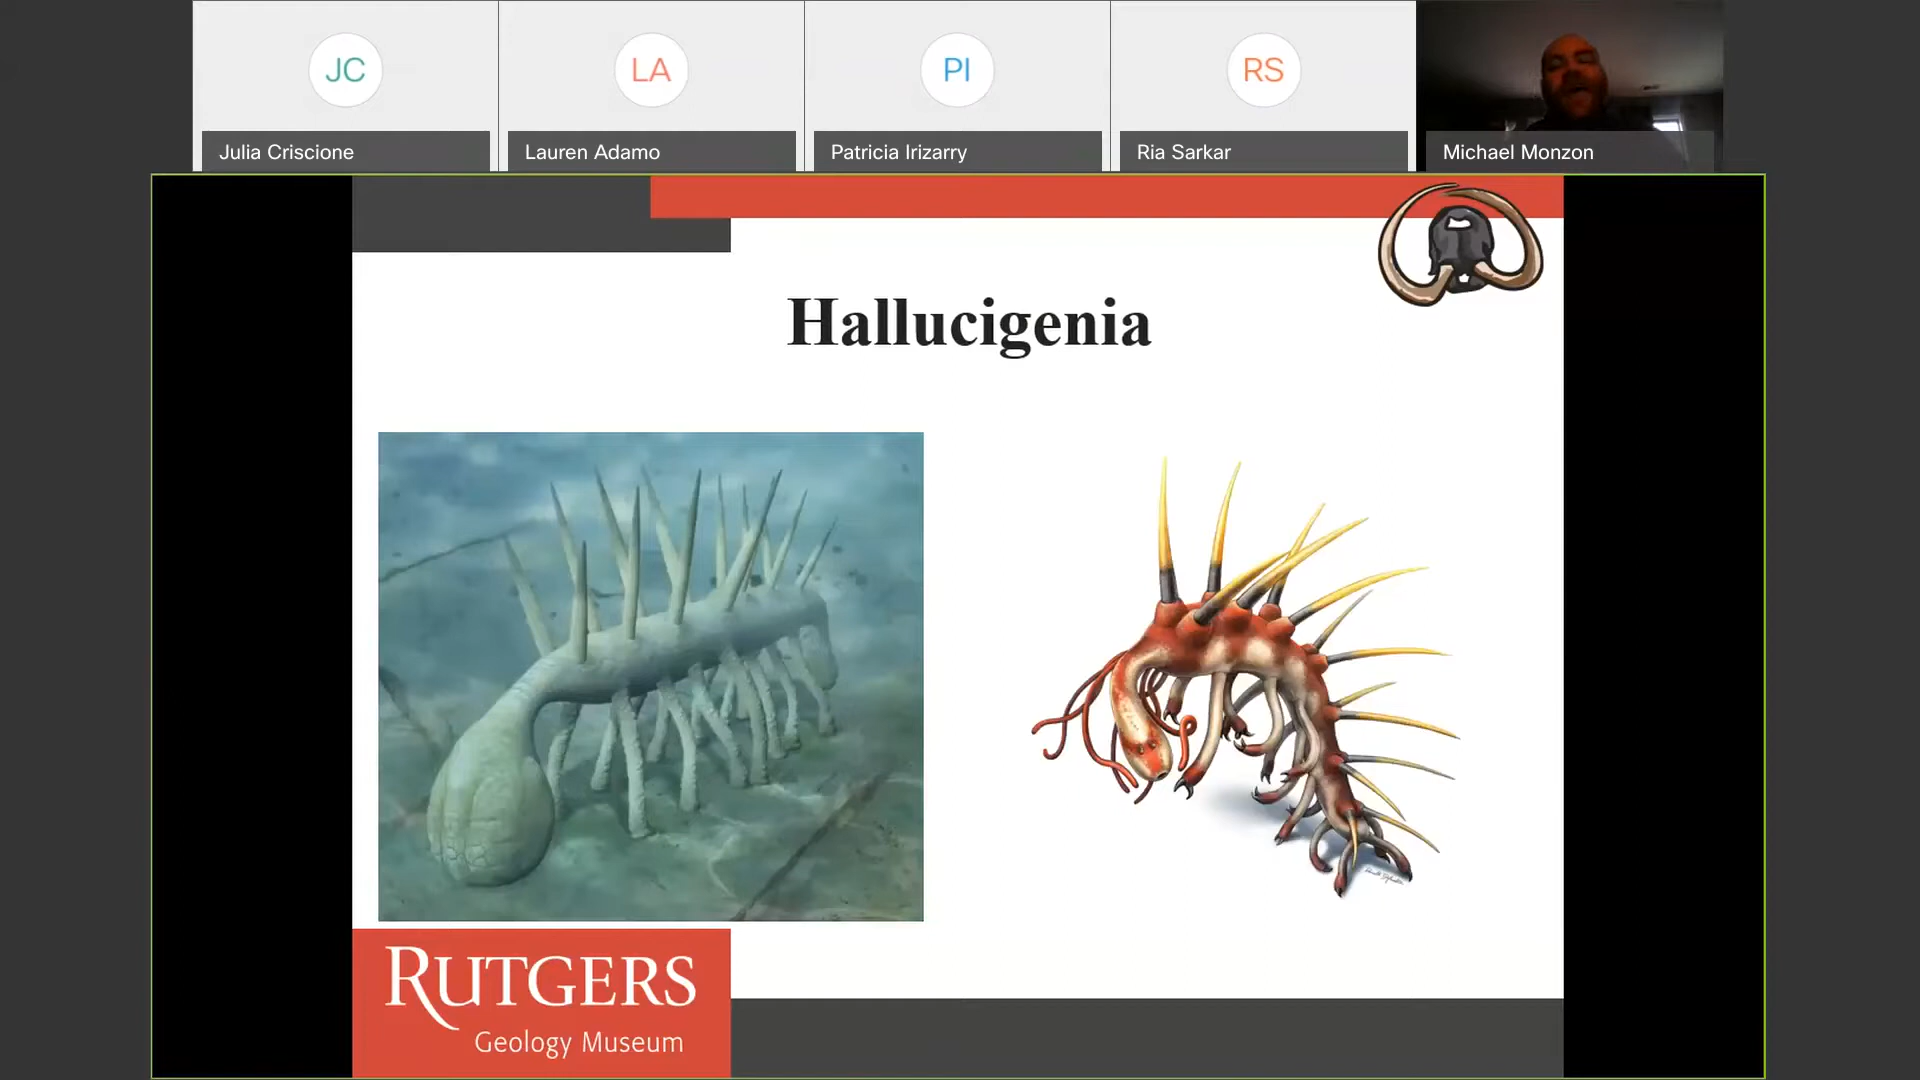 JC
LA
PI
RS
Julia Criscione
Lauren Adamo
Patricia Irizarry
Ria Sarkar
Michael Monzon
Hallucigenia
RUTGERS
Geology Museum